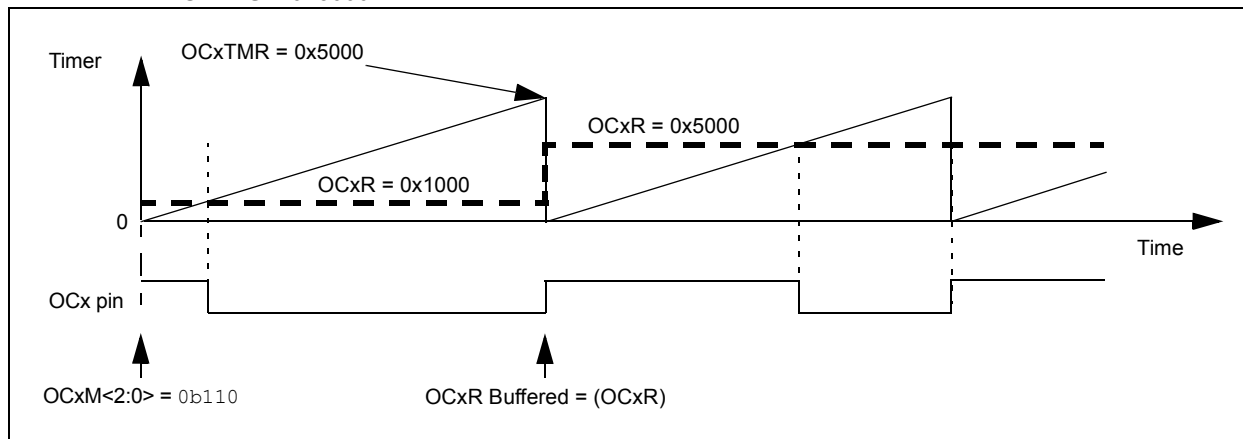 OCxTMR = 0x5000
Timer
OCxR = 0x5000
OCxR = 0x1000
0
Time
OCx pin
OCxM<2:0> = 0b110
OCxR Buffered = (OCxR)